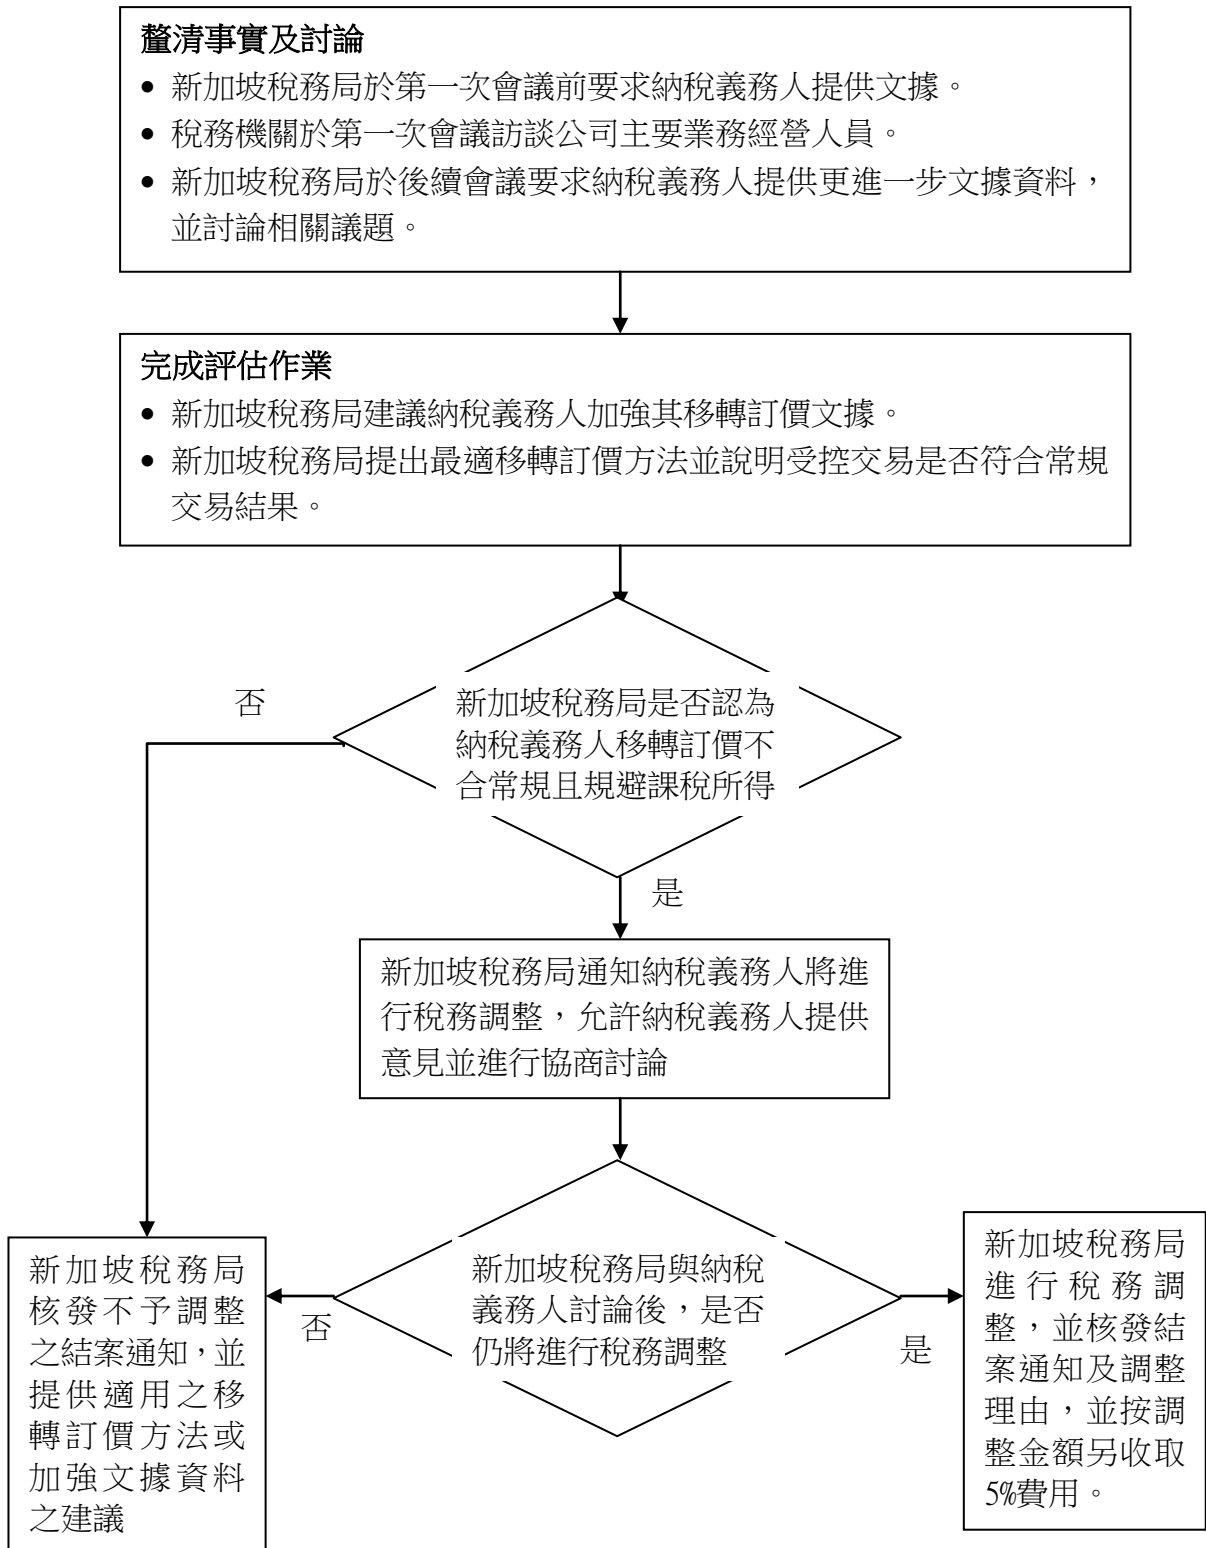 釐清事實及討論
• 新加坡稅務局於第一次會議前要求納稅義務人提供文據。
• 稅務機關於第一次會議訪談公司主要業務經營人員。
• 新加坡稅務局於後續會議要求納稅義務人提供更進一步文據資料，
並討論相關議題。
完成評估作業
• 新加坡稅務局建議納稅義務人加強其移轉訂價文據。
• 新加坡稅務局提出最適移轉訂價方法並說明受控交易是否符合常規
交易結果。
否
新加坡稅務局是否認為
納稅義務人移轉訂價不
合常規且規避課稅所得
是
新加坡稅務局通知納稅義務人將進
行稅務調整，允許納稅義務人提供
意見並進行協商討論
新加坡稅務局
核發不予調整
之結案通知，並
提供適用之移
轉訂價方法或
加強文據資料
之建議
否
新加坡稅務局與納稅
義務人討論後，是否
仍將進行稅務調整
是
新加坡稅務局
進行稅務調
整，並核發結
案通知及調整
理由，並按調
整金額另收取
5%費用。